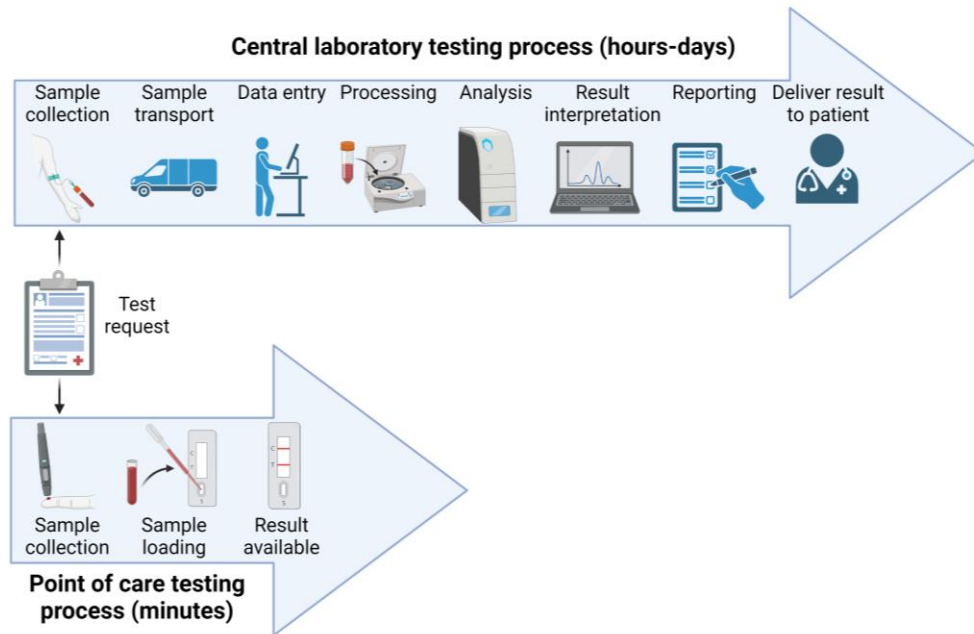 Central laboratory testing process (hours-days)
Sample
collection
Sample
transport
Data entry
Processing
Analysis
Result
interpretation
Reporting
Deliver result
to patient
Test
request
C
T
S
C
T
S
Sample
collection
Sample
loading
Result
available
Point of care testing
process (minutes)